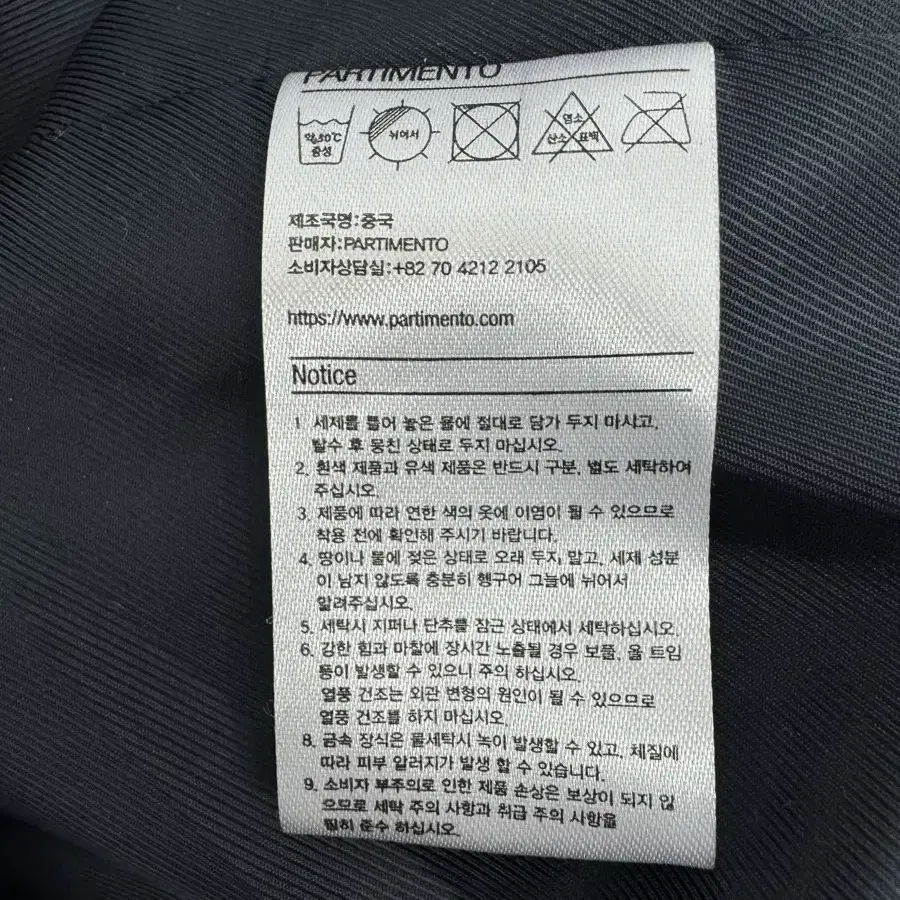 PARTIMENTO
약30℃
중성
뉘어서
염소
산소 표백
제조국명:중국
판매자:PARTIMENTO
소비자상담실:+82 70 4212 2105
https://www.partimento.com
Notice
1 세제를 틀어 놓은 물에 절대로 담가 두지 마시고,
탈수 후 뭉친 상태로 두지 마십시오.
2. 흰색 제품과 유색 제품은 반드시 구분, 별도 세탁하여
주십시오.
3. 제품에 따라 연한 색의 옷에 이염이 될 수 있으므로
착용 전에 확인해 주시기 바랍니다.
4. 땅이나 물에 젖은 상태로 오래 두지 말고, 세제 성분
이 남지 않도록 충분히 헹구어 그늘에 뉘어서
말려주십시오.
5. 세탁시 지퍼나 단추를 잠근 상태에서 세탁하십시오.
6. 강한 힘과 마찰에 장시간 노출될 경우 보풀, 올 트임
등이 발생할 수 있으니 주의 하십시오.
열풍 건조는 외관 변형의 원인이 될 수 있으므로
열풍 건조를 하지 마십시오.
8. 금속 장식은 물세탁시 녹이 발생할 수 있고, 체질에
따라 피부 알러지가 발생 할 수 있습니다.
9. 소비자 부주의로 인한 제품 손상은 보상이 되지 않
으므로 세탁 주의 사항과 취급 주의 사항을
필히 준수 하십시오.